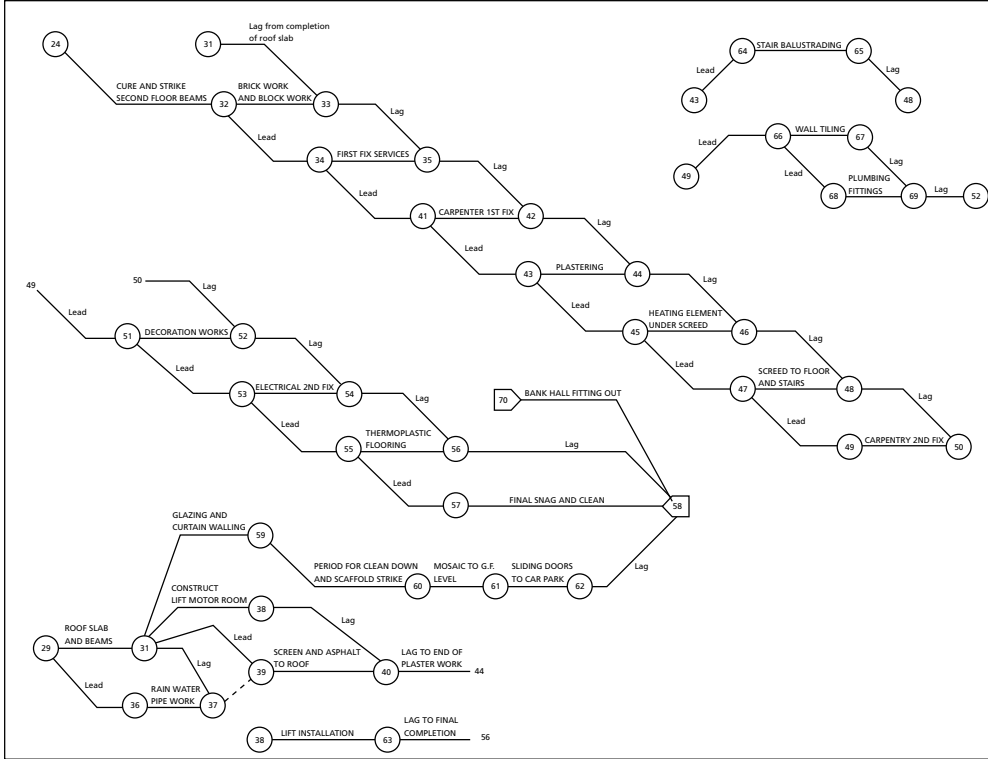 24
31
Lag from completion
of roof slab
64
STAIR BALUSTRADING
65
Lead
Lag
43
48
CURE AND STRIKE
SECOND FLOOR BEAMS
32
BRICK WORK
AND BLOCK WORK
33
Lag
Lead
34
FIRST FIX SERVICES
35
Lag
Lead
41
CARPENTER 1ST FIX
42
Lag
Lead
43
PLASTERING
44
Lag
Lead
45
HEATING ELEMENT
UNDER SCREED
46
Lag
Lead
47
SCREED TO FLOOR
AND STAIRS
48
Lag
Lead
49
CARPENTRY 2ND FIX
50
49
Lead
66
WALL TILING
67
Lead
Lag
68
PLUMBING
FITTINGS
69
Lag
52
49
50
Lead
Lag
51
DECORATION WORKS
52
Lag
Lead
53
ELECTRICAL 2ND FIX
54
Lag
Lead
55
THERMOPLASTIC
FLOORING
56
Lag
Lead
57
FINAL SNAG AND CLEAN
58
70
BANK HALL FITTING OUT
GLAZING AND
CURTAIN WALLING
59
PERIOD FOR CLEAN DOWN
AND SCAFFOLD STRIKE
60
MOSAIC TO G.F.
LEVEL
61
SLIDING DOORS
TO CAR PARK
62
Lag
CONSTRUCT
LIFT MOTOR ROOM
38
Lag
29
ROOF SLAB
AND BEAMS
31
Lead
Lag
39
SCREEN AND ASPHALT
TO ROOF
40
LAG TO END OF
PLASTER WORK
44
Lead
36
RAIN WATER
PIPE WORK
37
38
LIFT INSTALLATION
63
LAG TO FINAL
COMPLETION
56